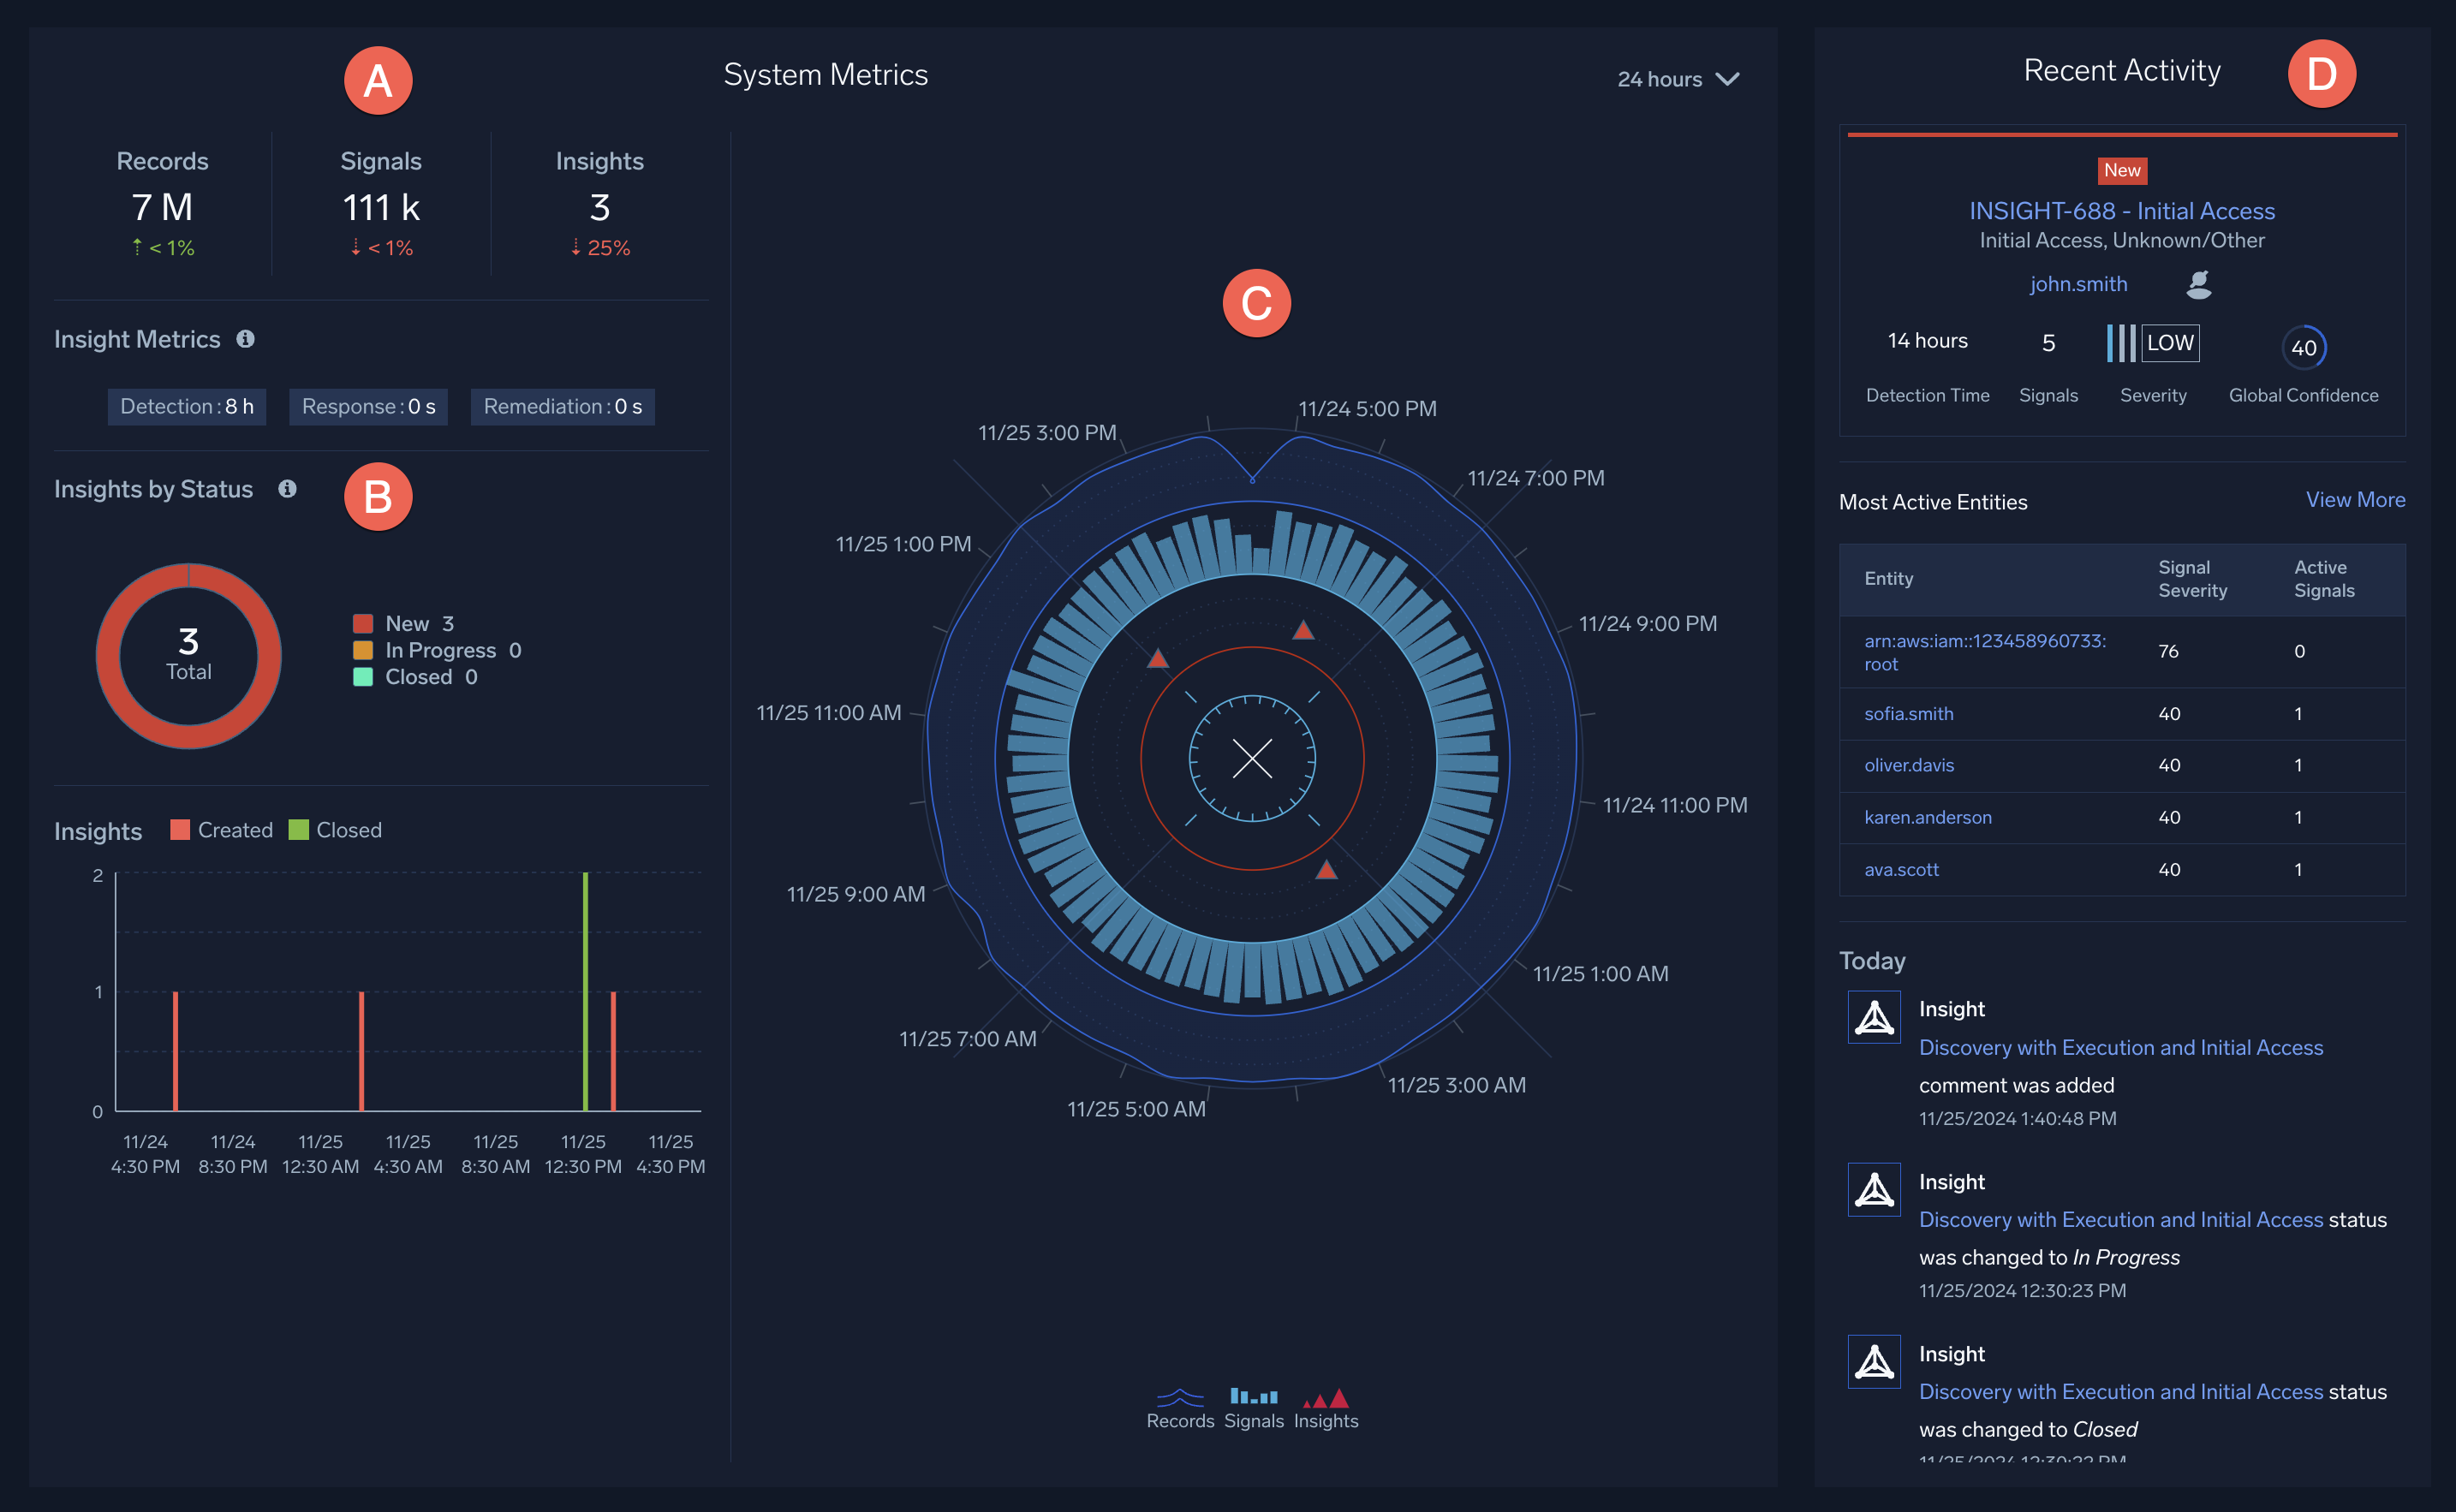 A
System Metrics
24 hours
Records
7 M
< 1%
Signals
111 k
< 1%
Insights
3
25%
Insight Metrics
Detection : 8 h
Response : 0 s
Remediation : 0 s
Insights by Status
B
3
Total
New 3
In Progress 0
Closed 0
Insights
Created
Closed
2
1
0
11/24
4:30 PM
11/24
8:30 PM
11/25
12:30 AM
11/25
4:30 AM
11/25
8:30 AM
11/25
12:30 PM
11/25
4:30 PM
C
11/24 5:00 PM
11/24 7:00 PM
11/24 9:00 PM
11/24 11:00 PM
11/25 1:00 AM
11/25 3:00 AM
11/25 5:00 AM
11/25 7:00 AM
11/25 9:00 AM
11/25 11:00 AM
11/25 1:00 PM
11/25 3:00 PM
Records
Signals
Insights
Recent Activity
D
New
INSIGHT-688 - Initial Access
Initial Access, Unknown/Other
john.smith
14 hours
5
LOW
40
Detection Time
Signals
Severity
Global Confidence
Most Active Entities
View More
Entity
Signal
Severity
Active
Signals
arn:aws:iam::123458960733:
root
76
0
sofia.smith
40
1
oliver.davis
40
1
karen.anderson
40
1
ava.scott
40
1
Today
Insight
Discovery with Execution and Initial Access
comment was added
11/25/2024 1:40:48 PM
Insight
Discovery with Execution and Initial Access status
was changed to In Progress
11/25/2024 12:30:23 PM
Insight
Discovery with Execution and Initial Access status
was changed to Closed
11/25/2024 12:30:22 PM